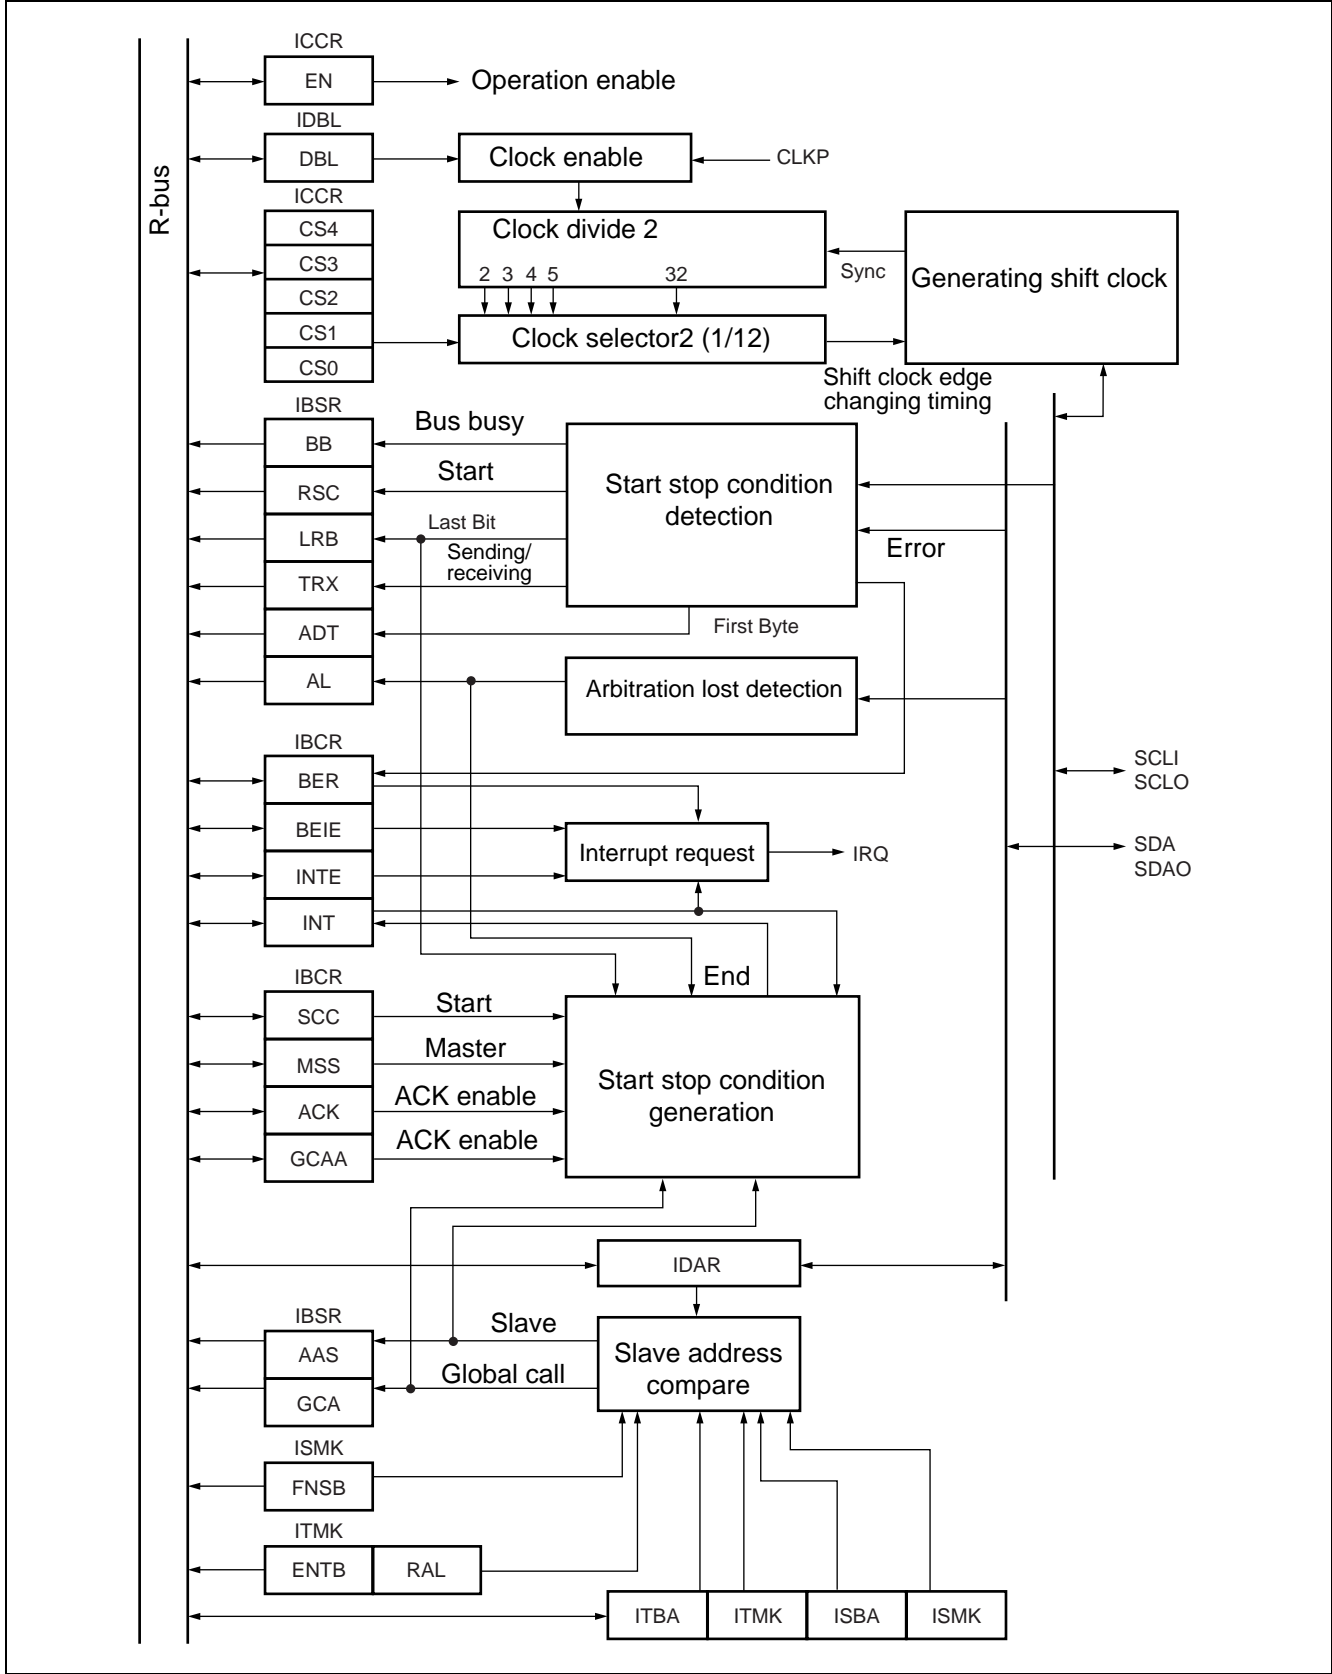 R-bus
ICCR
EN
Operation enable
IDBL
DBL
Clock enable
CLKP
ICCR
CS4
CS3
CS2
CS1
CS0
Clock divide 2
2 3 4 5 32
Sync
Generating shift clock
Clock selector2 (1/12)
Shift clock edge
changing timing
IBSR
BB
RSC
LRB
TRX
ADT
AL
Bus busy
Start
Last Bit
Sending/
receiving
First Byte
Start stop condition
detection
Error
Arbitration lost detection
SCLI
SCLO
SDA
SDAO
IBCR
BER
BEIE
INTE
INT
Interrupt request
IRQ
End
IBCR
SCC
MSS
ACK
GCAA
Start
Master
ACK enable
ACK enable
Start stop condition
generation
IDAR
IBSR
AAS
GCA
Slave
Global call
Slave address
compare
ISMK
FNSB
ITMK
ENTB
RAL
ITBA
ITMK
ISBA
ISMK